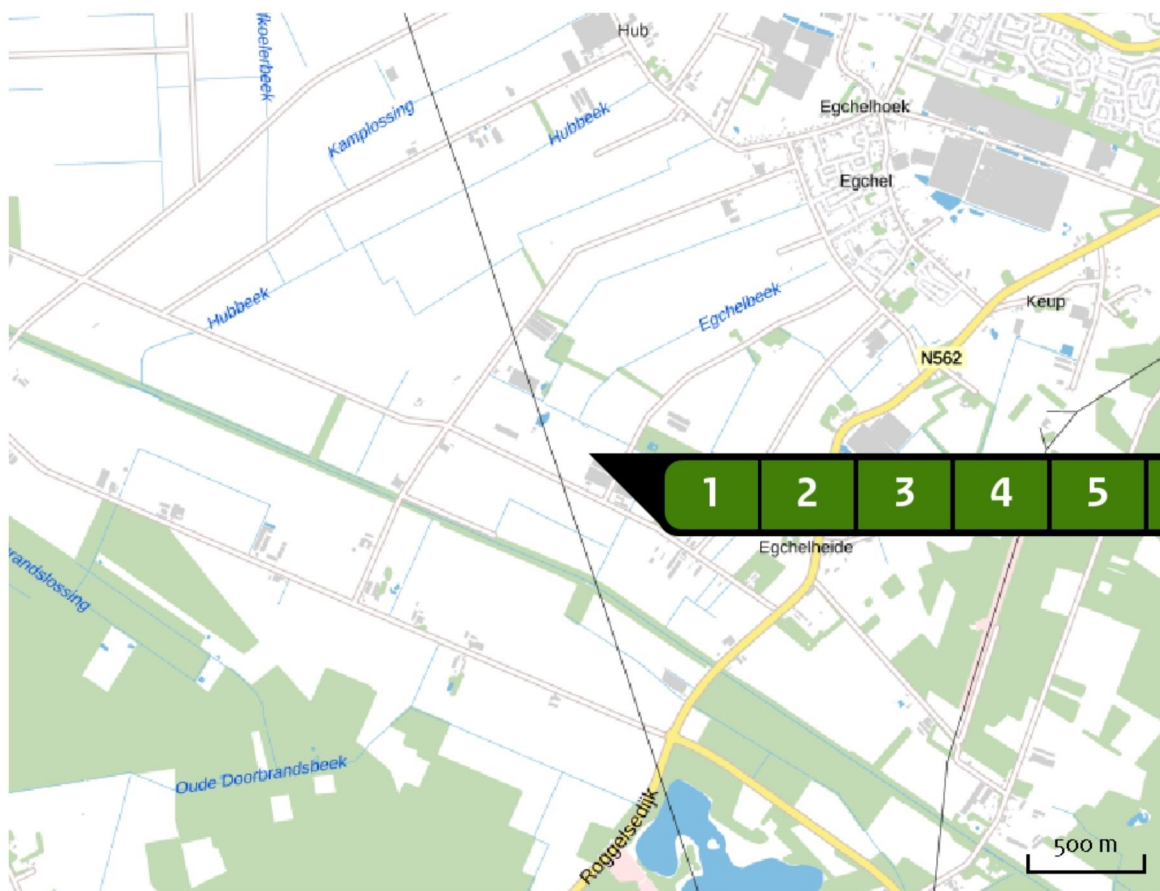 Hub
Kamplossing
Hubbeek
Egchelhoek
Egchel
Hubbeek
Egchelbeek
Keup
N562
1 2 3 4 5
Egchelheide
Oude Doorbrandsbeek
Roggelsedijk
500 m